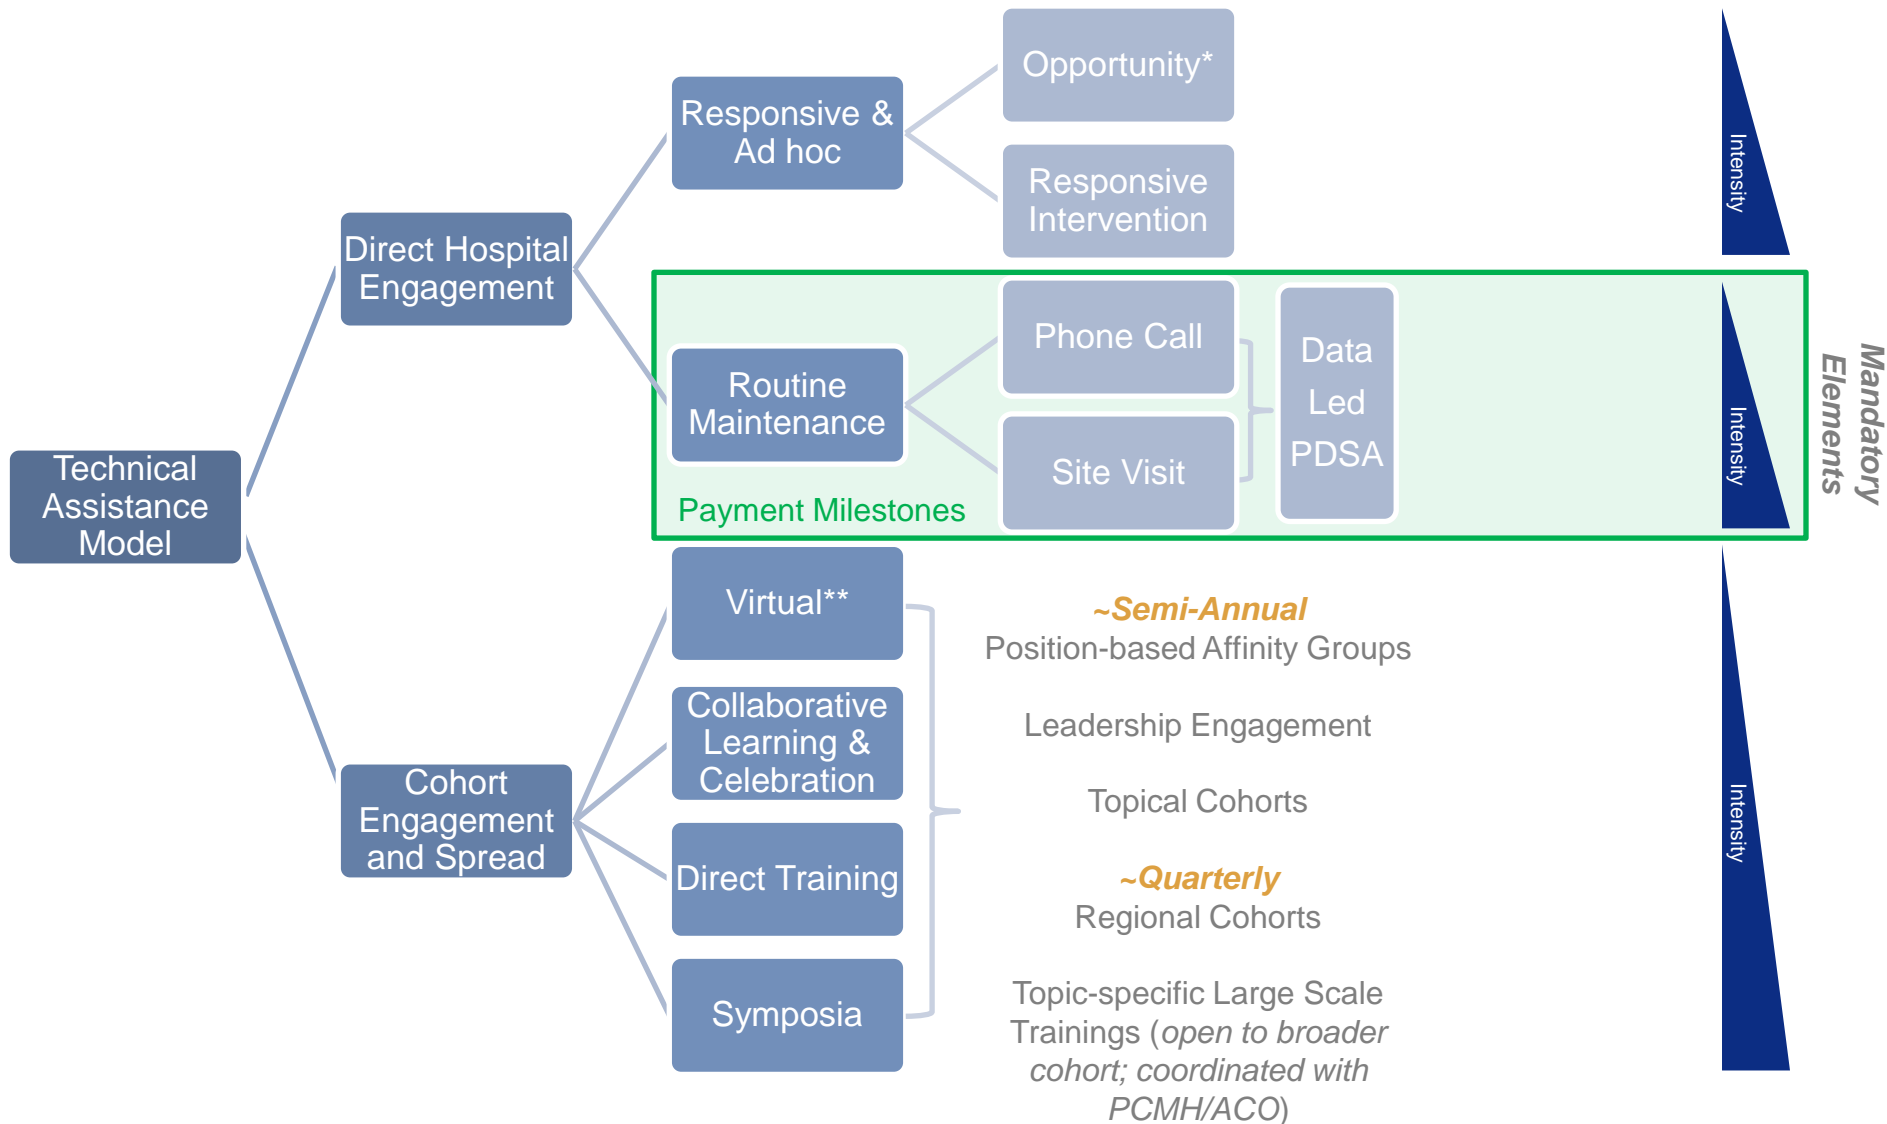 Technical
Assistance
Model
Direct Hospital
Engagement
Cohort
Engagement
and Spread
Responsive &
Ad hoc
Opportunity*
Responsive
Intervention
Intensity
Routine
Maintenance
Phone Call
Site Visit
Data
Led
PDSA
Payment Milestones
Intensity
Mandatory
Elements
Virtual**
Collaborative
Learning &
Celebration
Direct Training
Symposia
~Semi-Annual
Position-based Affinity Groups
Leadership Engagement
Topical Cohorts
~Quarterly
Regional Cohorts
Topic-specific Large Scale
Trainings (open to broader
cohort; coordinated with
PCMH/ACO)
Intensity